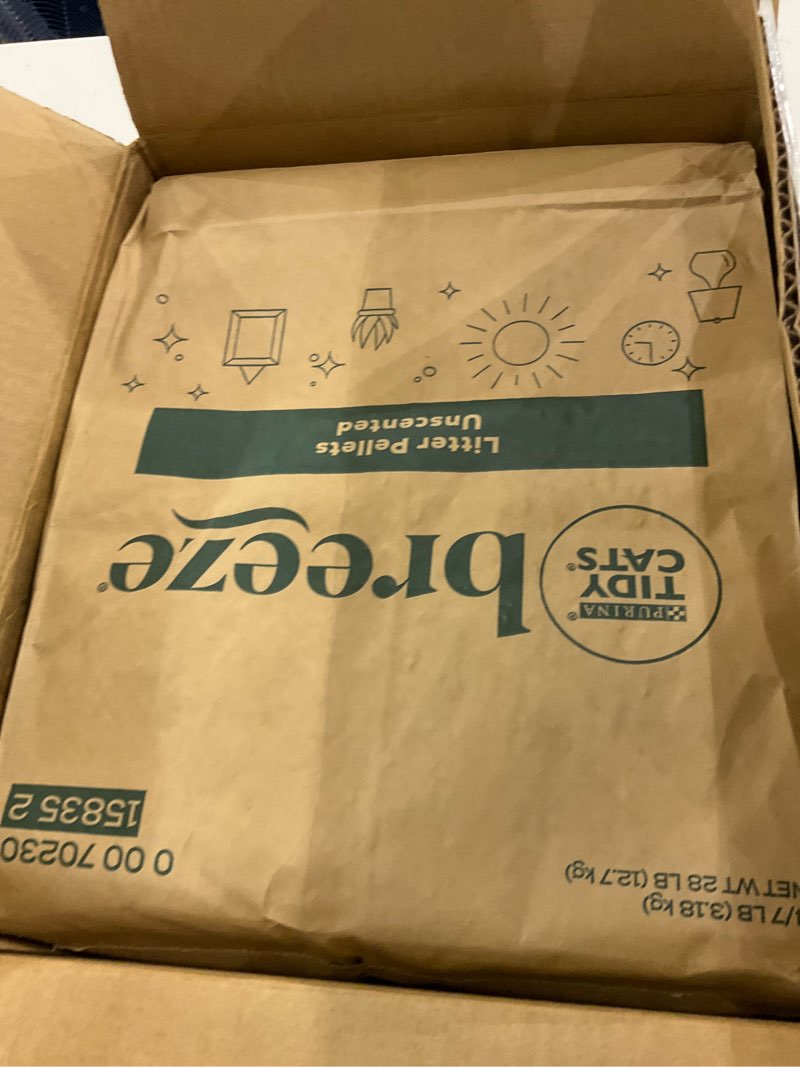 /7 LB (3.18 kg)
NET WT 28 LB (12.7 kg)
0 00 70230
15835 2
PURINA®
TIDY
CATS®
breeze®
Litter Pellets
Unscented